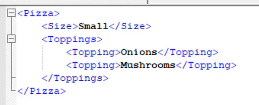 <Pizza>
<Size>Small</Size>
<Toppings>
<Topping>Onions</Topping>
<Topping>Mushrooms</Topping>
</Toppings>
</Pizza>